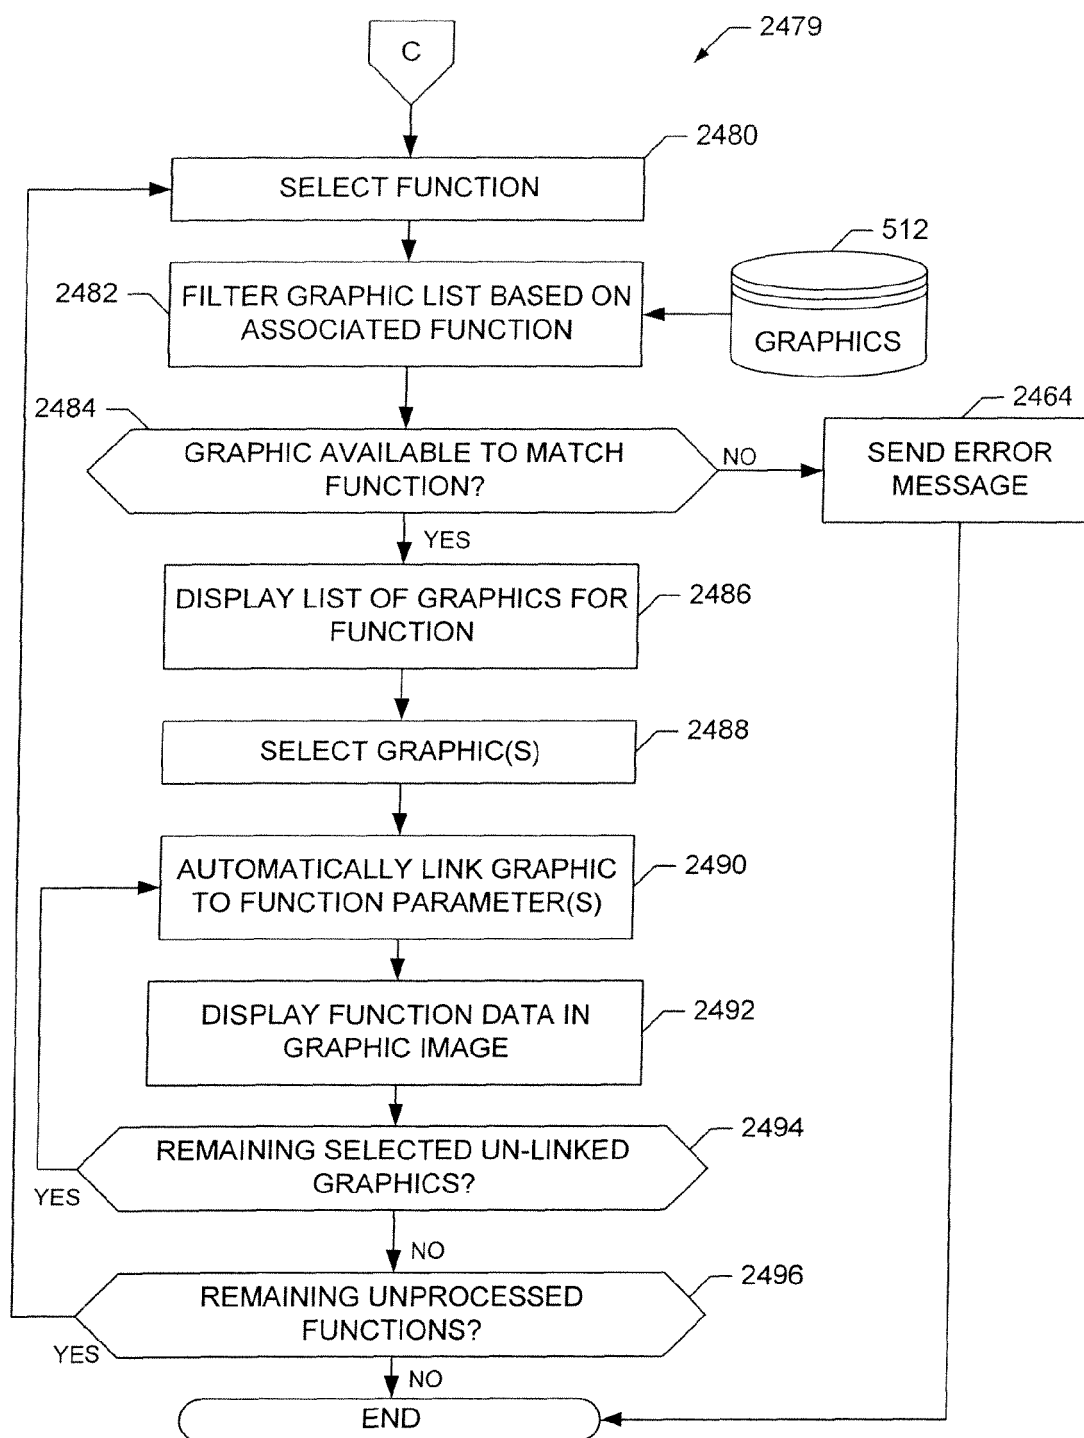 2479
C
2480
SELECT FUNCTION
512
2482
FILTER GRAPHIC LIST BASED ON
ASSOCIATED FUNCTION
GRAPHICS
2484
2464
GRAPHIC AVAILABLE TO MATCH
FUNCTION?
NO
SEND ERROR
MESSAGE
YES
DISPLAY LIST OF GRAPHICS FOR
FUNCTION
2486
SELECT GRAPHIC(S)
2488
AUTOMATICALLY LINK GRAPHIC
TO FUNCTION PARAMETER(S)
2490
DISPLAY FUNCTION DATA IN
GRAPHIC IMAGE
2492
REMAINING SELECTED UN-LINKED
GRAPHICS?
2494
YES
NO
REMAINING UNPROCESSED
FUNCTIONS?
2496
YES
NO
END